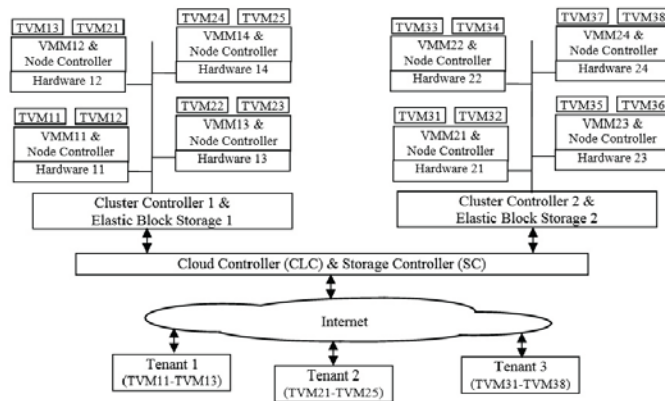 TVM13 TVM21
VMM12 &
Node Controller
Hardware 12
TVM24 TVM25
VMM14 &
Node Controller
Hardware 14
TVM11 TVM12
VMM11 &
Node Controller
Hardware 11
TVM22 TVM23
VMM13 &
Node Controller
Hardware 13
Cluster Controller 1 &
Elastic Block Storage 1
TVM33 TVM34
VMM22 &
Node Controller
Hardware 22
TVM37 TVM38
VMM24 &
Node Controller
Hardware 24
TVM31 TVM32
VMM21 &
Node Controller
Hardware 21
TVM35 TVM36
VMM23 &
Node Controller
Hardware 23
Cluster Controller 2 &
Elastic Block Storage 2
Cloud Controller (CLC) & Storage Controller (SC)
Internet
Tenant 1
(TVM11-TVM13)
Tenant 2
(TVM21-TVM25)
Tenant 3
(TVM31-TVM38)